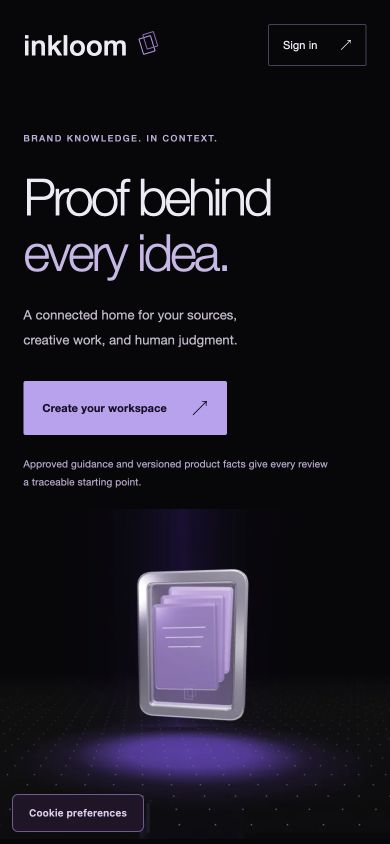 inkloom
Sign in
BRAND KNOWLEDGE. IN CONTEXT.
Proof behind
every idea.
A connected home for your sources,
creative work, and human judgment.
Create your workspace
Approved guidance and versioned product facts give every review
a traceable starting point.
Cookie preferences